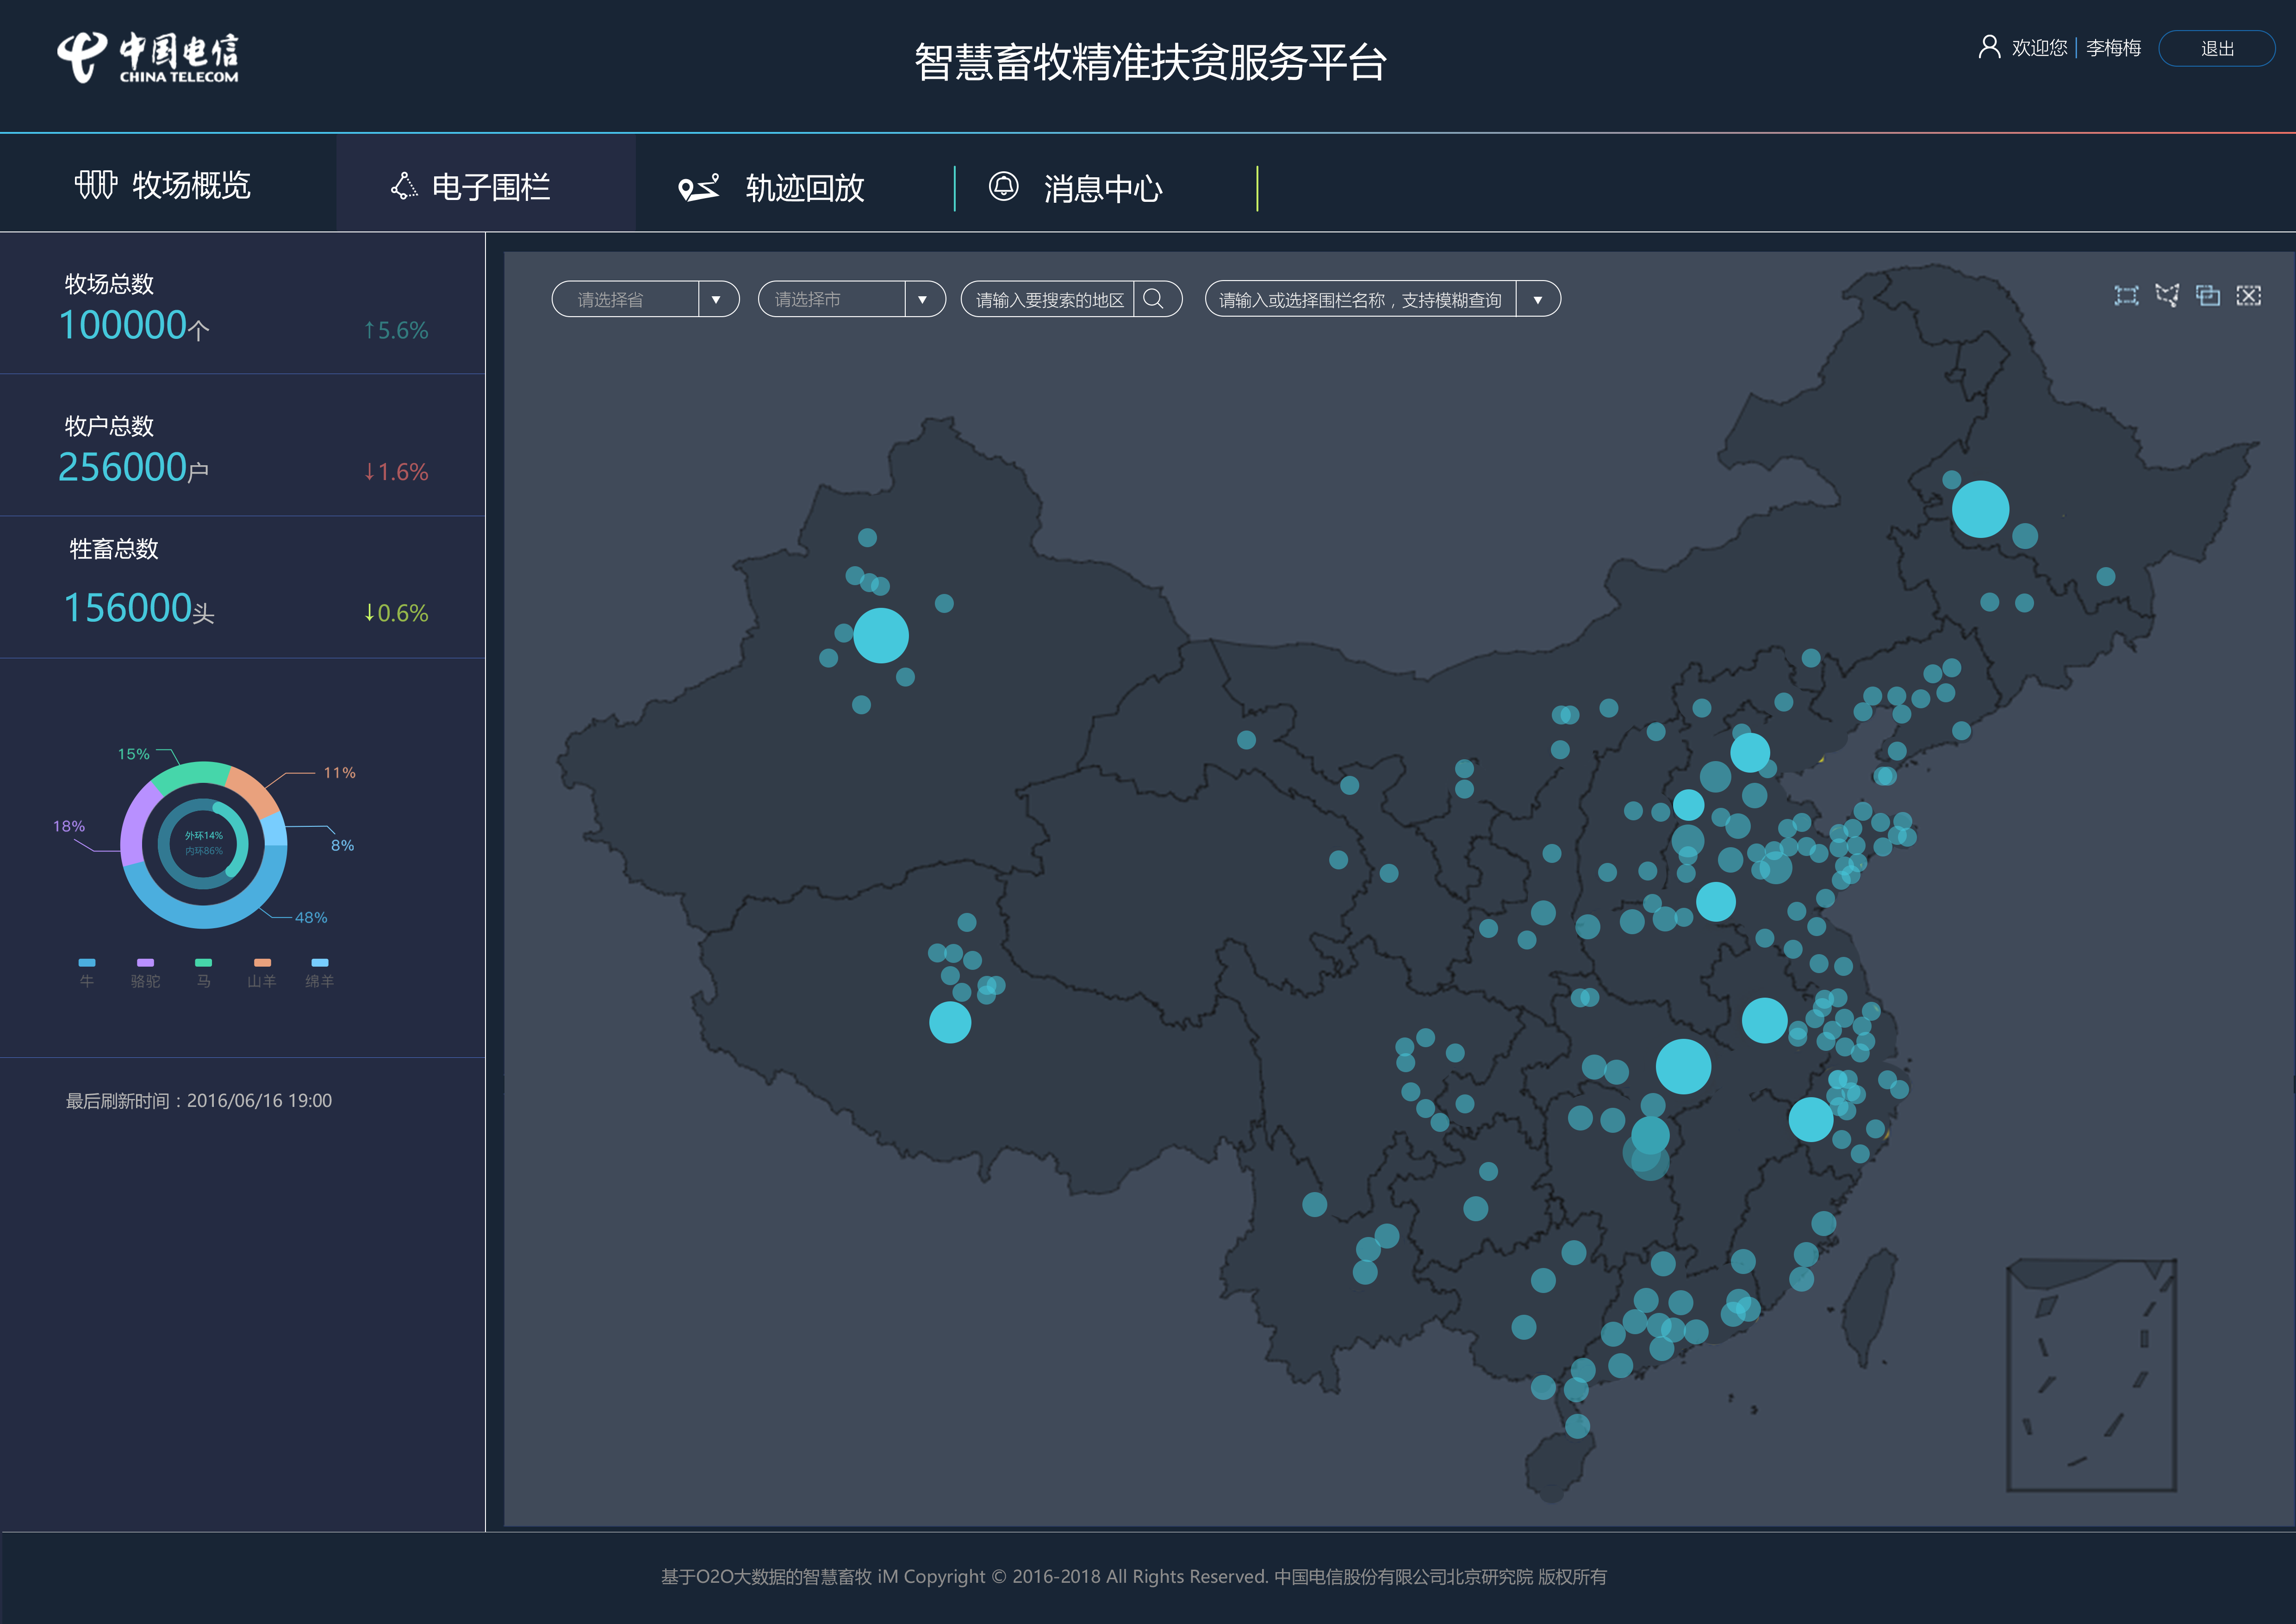 中国电信
CHINA TELECOM
智慧畜牧精准扶贫服务平台
欢迎您 | 李梅梅
退出
牧场概览
电子围栏
轨迹回放
消息中心
牧场总数
100000个
↑5.6%
牧户总数
256000户
↓1.6%
牲畜总数
156000头
↓0.6%
请选择省
请选择市
请输入要搜索的地区
请输入或选择围栏名称，支持模糊查询
15%
11%
18%
8%
48%
外环14%
内环86%
牛
骆驼
马
山羊
绵羊
最后刷新时间：2016/06/16 19:00
基于O2O大数据的智慧畜牧 iM Copyright © 2016-2018 All Rights Reserved. 中国电信股份有限公司北京研究院 版权所有